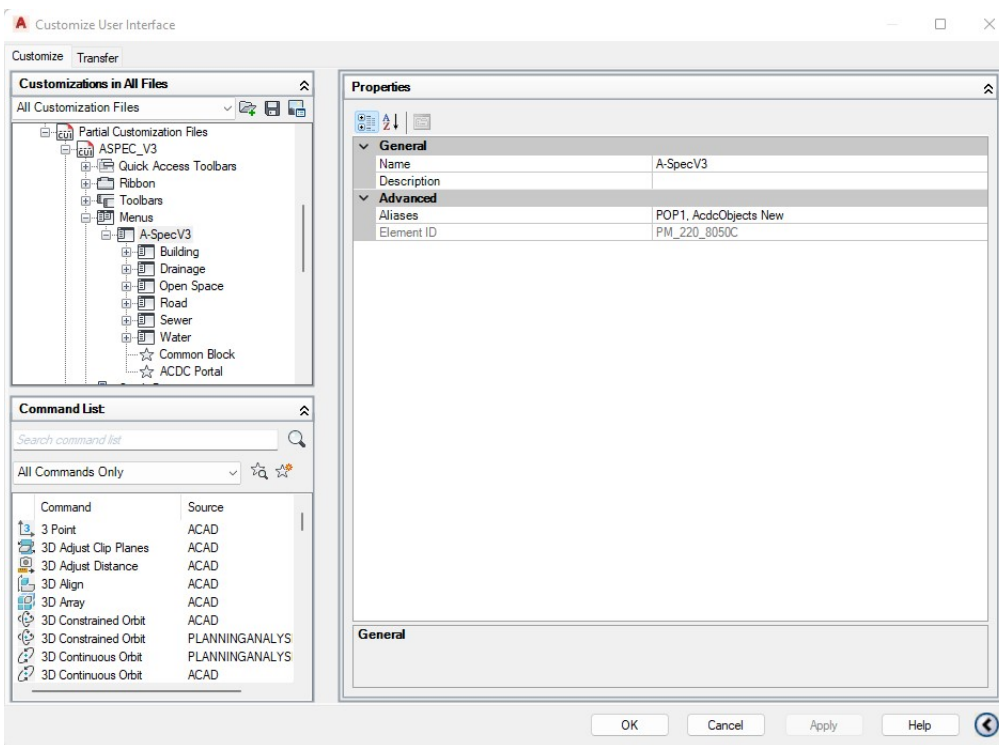 Customize User Interface
Customize Transfer
Customizations in All Files
All Customization Files
Partial Customization Files
ASPEC_V3
Quick Access Toolbars
Ribbon
Toolbars
Menus
A-SpecV3
Building
Drainage
Open Space
Road
Sewer
Water
Common Block
ACDC Portal
Command List:
Search command list
All Commands Only
Command Source
3 Point ACAD
3D Adjust Clip Planes ACAD
3D Adjust Distance ACAD
3D Align ACAD
3D Array ACAD
3D Constrained Orbit ACAD
3D Constrained Orbit PLANNINGANALYS
3D Continuous Orbit PLANNINGANALYS
3D Continuous Orbit ACAD
Properties
General
Name A-SpecV3
Description
Advanced
Aliases POP1, AcdcObjects New
Element ID PM_220_8050C
General
OK Cancel Apply Help